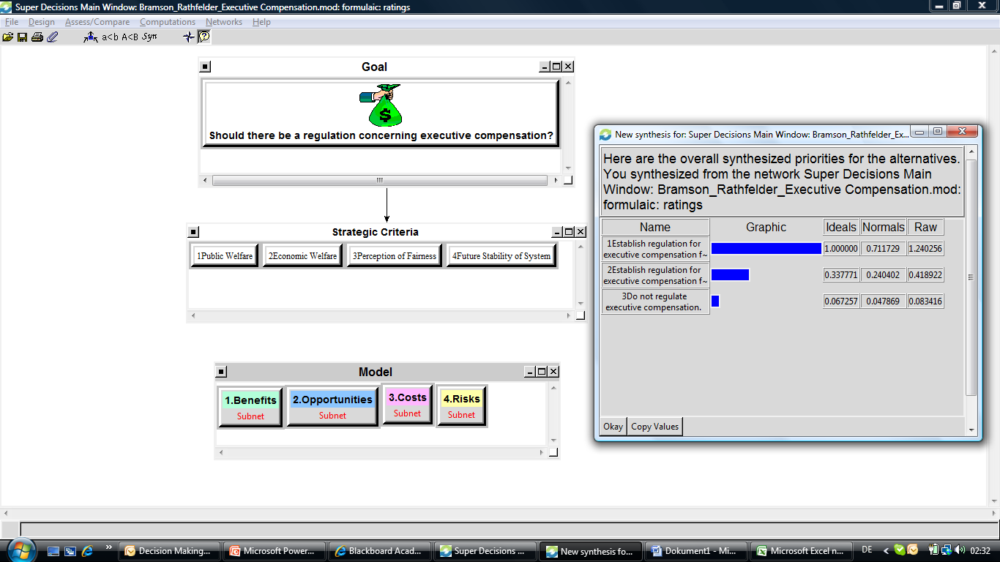 Super Decisions Main Window: Bramson_Rathfelder_Executive Compensation.mod: formulaic: ratings
File Design Assess/Compare Computations Networks Help
a<b A<B Syn
Goal
$
Should there be a regulation concerning executive compensation?
Strategic Criteria
1Public Welfare 2Economic Welfare 3Perception of Fairness 4Future Stability of System
Model
1.Benefits 2.Opportunities 3.Costs 4.Risks
Subnet Subnet Subnet Subnet
New synthesis for: Super Decisions Main Window: Bramson_Rathfelder_Ex...
Here are the overall synthesized priorities for the alternatives.
You synthesized from the network Super Decisions Main
Window: Bramson_Rathfelder_Executive Compensation.mod:
formulaic: ratings
Name Graphic Ideals Normals Raw
1Establish regulation for
executive compensation f~ 1.000000 0.711729 1.240256
2Establish regulation for
executive compensation f~ 0.337771 0.240402 0.418922
3Do not regulate
executive compensation. 0.067257 0.047869 0.083416
Okay Copy Values
Decision Making... Microsoft Power... Blackboard Acad... Super Decisions ... New synthesis fo... Dokument1 - Mi... Microsoft Excel n... DE 02:32